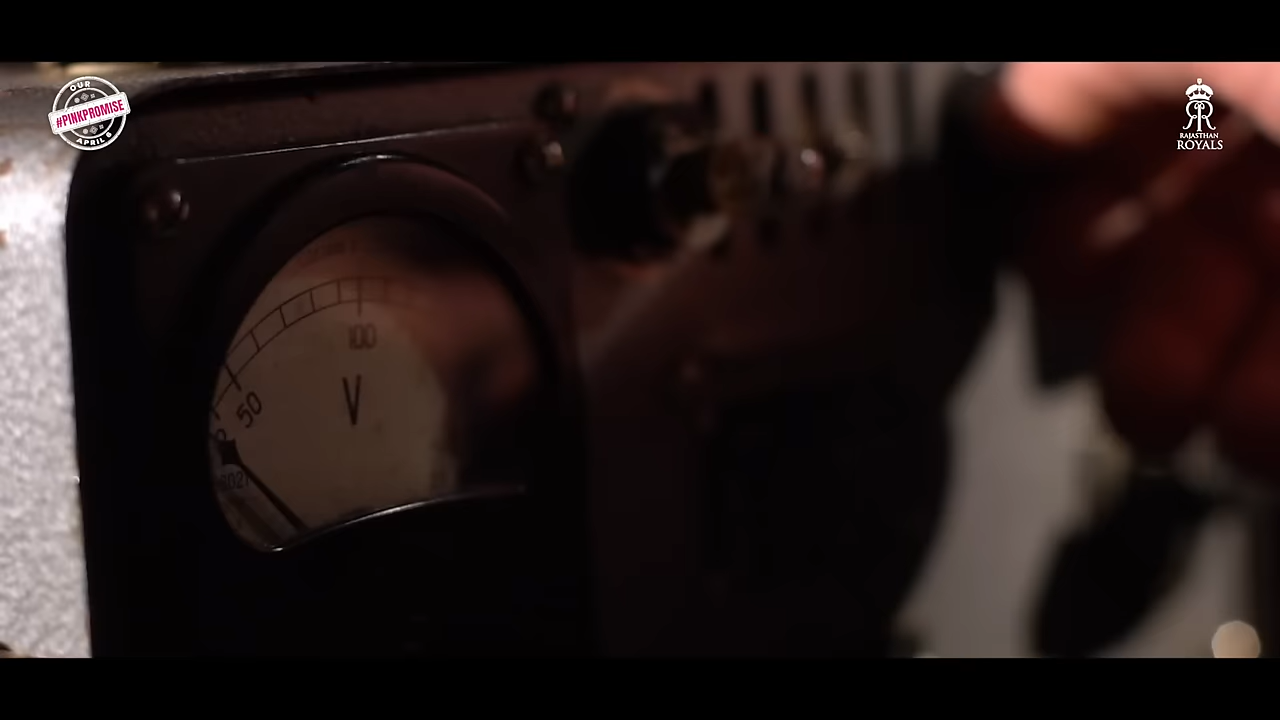 OUR
#PINKPROMISE
APRIL 6
RAJASTHAN
ROYALS
100
50
V